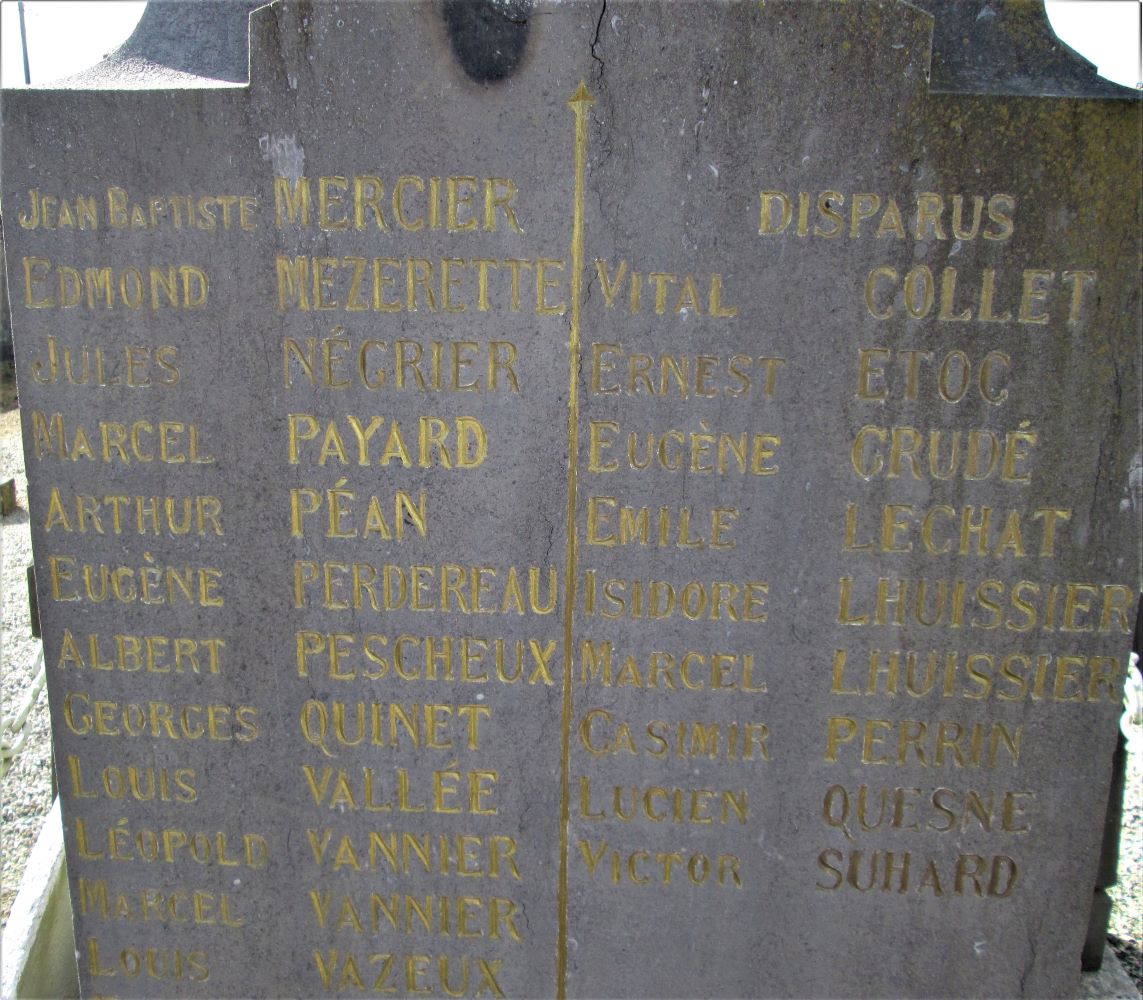 JEAN BAPTISTE MERCIER
EDMOND MEZERETTE
JULES NÉGRIER
MARCEL PAYARD
ARTHUR PÉAN
EUGÈNE PERDEREAU
ALBERT PESCHEUX
GEORGES QUINET
LOUIS VALLÉE
LÉOPOLD VANNIER
MARCEL VANNIER
LOUIS VAZEUX
DISPARUS
VITAL COLLET
ERNEST ETOC
EUGÈNE GRUDÉ
EMILE LECHAT
ISIDORE LHUISSIER
MARCEL LHUISSIER
CASIMIR PERRIN
LUCIEN QUESNE
VICTOR SUHARD